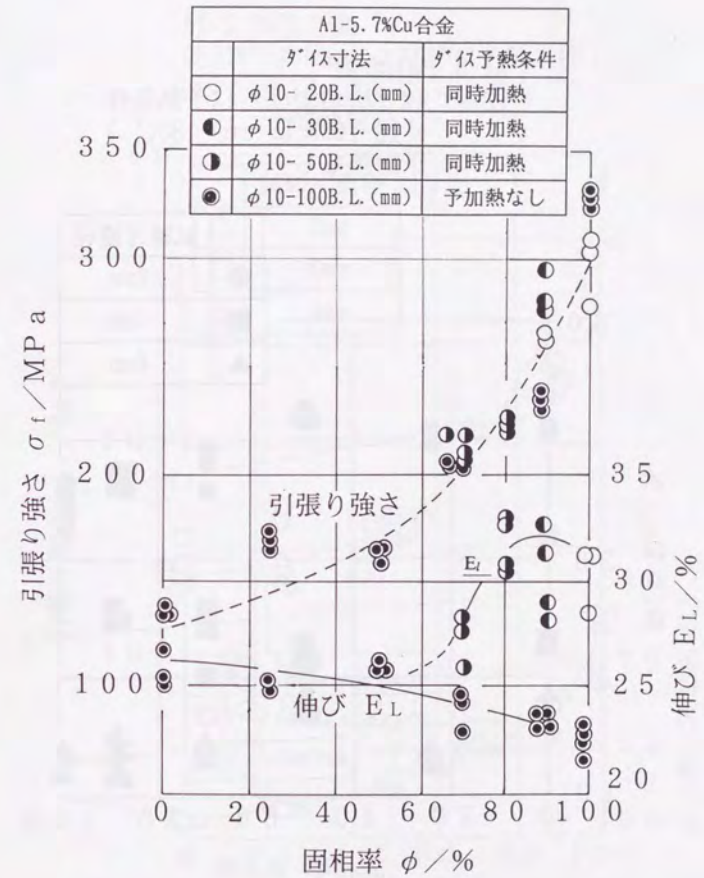 Al-5.7%Cu合金
ダイス寸法 ダイス予熱条件
φ10-20B.L.(mm) 同時加熱
φ10-30B.L.(mm) 同時加熱
φ10-50B.L.(mm) 同時加熱
φ10-100B.L.(mm) 予加熱なし
350
300
200
100
引張り強さ σf/MPa
引張り強さ
El
伸び EL
35
30
25
20
伸び EL/%
0 20 40 60 80 100
固相率 φ/%